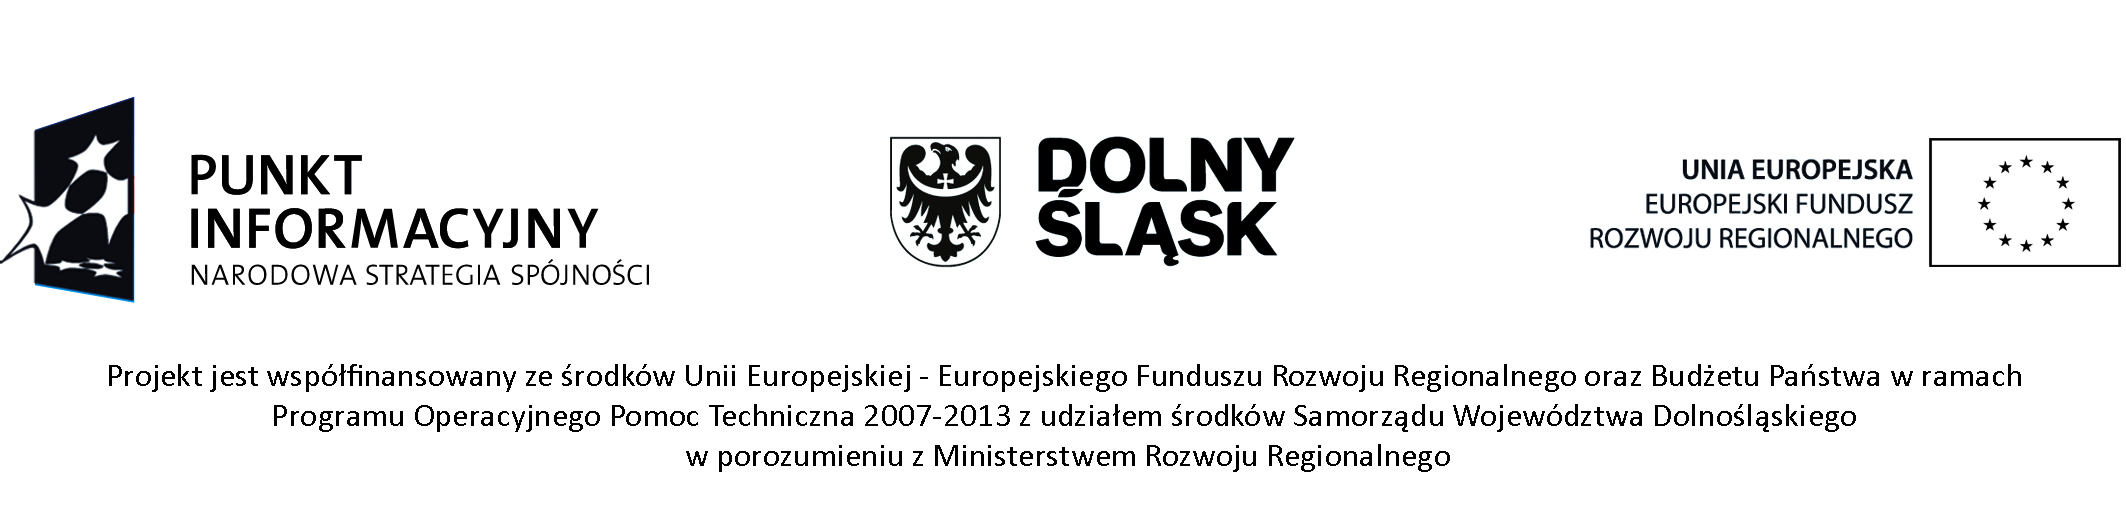 PUNKT
INFORMACYJNY
NARODOWA STRATEGIA SPÓJNOŚCI
DOLNY
ŚLĄSK
UNIA EUROPEJSKA
EUROPEJSKI FUNDUSZ
ROZWOJU REGIONALNEGO
Projekt jest współfinansowany ze środków Unii Europejskiej - Europejskiego Funduszu Rozwoju Regionalnego oraz Budżetu Państwa w ramach
Programu Operacyjnego Pomoc Techniczna 2007-2013 z udziałem środków Samorządu Województwa Dolnośląskiego
w porozumieniu z Ministerstwem Rozwoju Regionalnego